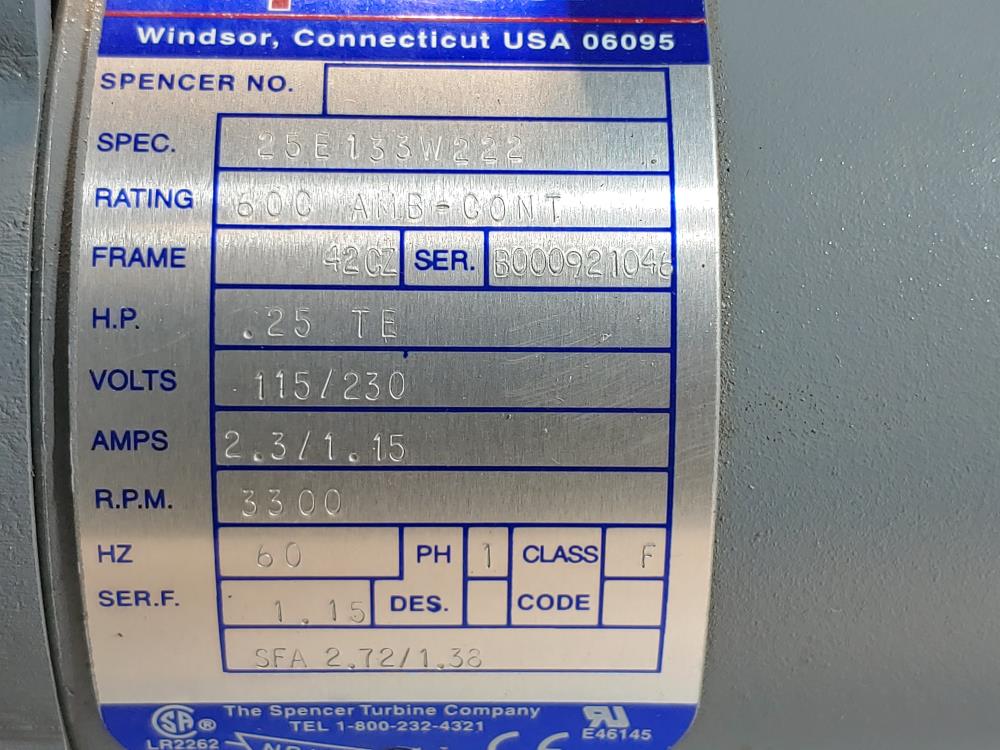 Windsor, Connecticut USA 06095
SPENCER NO.
SPEC. 25E133W222
RATING 60C AMB-CONT
FRAME 42CZ SER. B000921046
H.P. .25 TE
VOLTS 115/230
AMPS 2.3/1.15
R.P.M. 3300
HZ 60 PH 1 CLASS F
SER.F. 1.15 DES. CODE
SFA 2.72/1.38
The Spencer Turbine Company
TEL 1-800-232-4321
LR2262
E46145